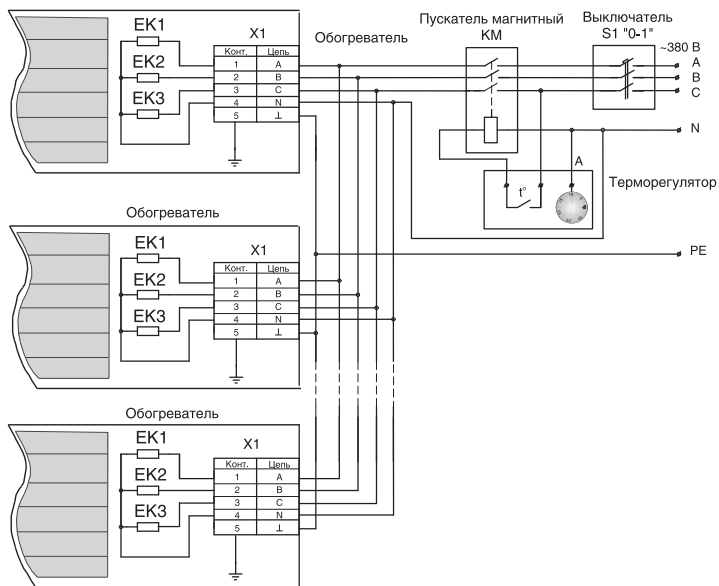 Пускатель магнитный
КМ
Выключатель
S1 "0-1"
~380 В
A
B
C
N
A
t°
Терморегулятор
PE
Обогреватель
EK1
EK2
EK3
X1
Конт. Цепь
1 A
2 B
3 C
4 N
5 ⊥
Обогреватель
EK1
EK2
EK3
X1
Конт. Цепь
1 A
2 B
3 C
4 N
5 ⊥
Обогреватель
EK1
EK2
EK3
X1
Конт. Цепь
1 A
2 B
3 C
4 N
5 ⊥